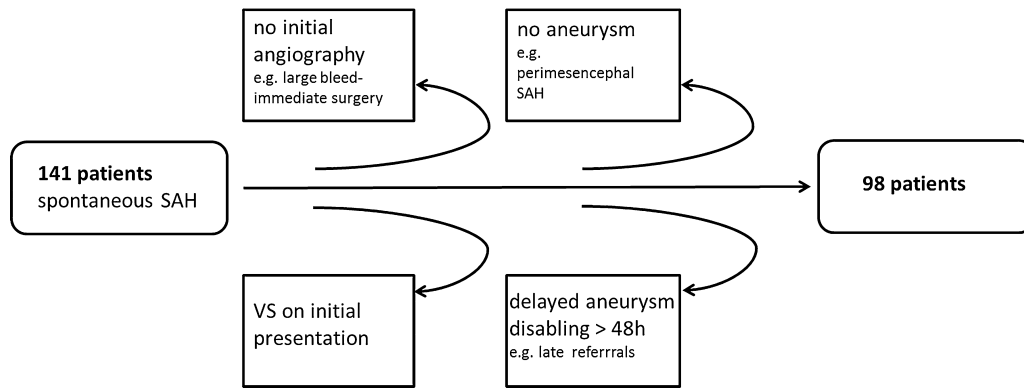 no initial
angiography
e.g. large bleed-
immediate surgery
no aneurysm
e.g.
perimesencephal
SAH
141 patients
spontaneous SAH
98 patients
VS on initial
presentation
delayed aneurysm
disabling > 48h
e.g. late referrrals